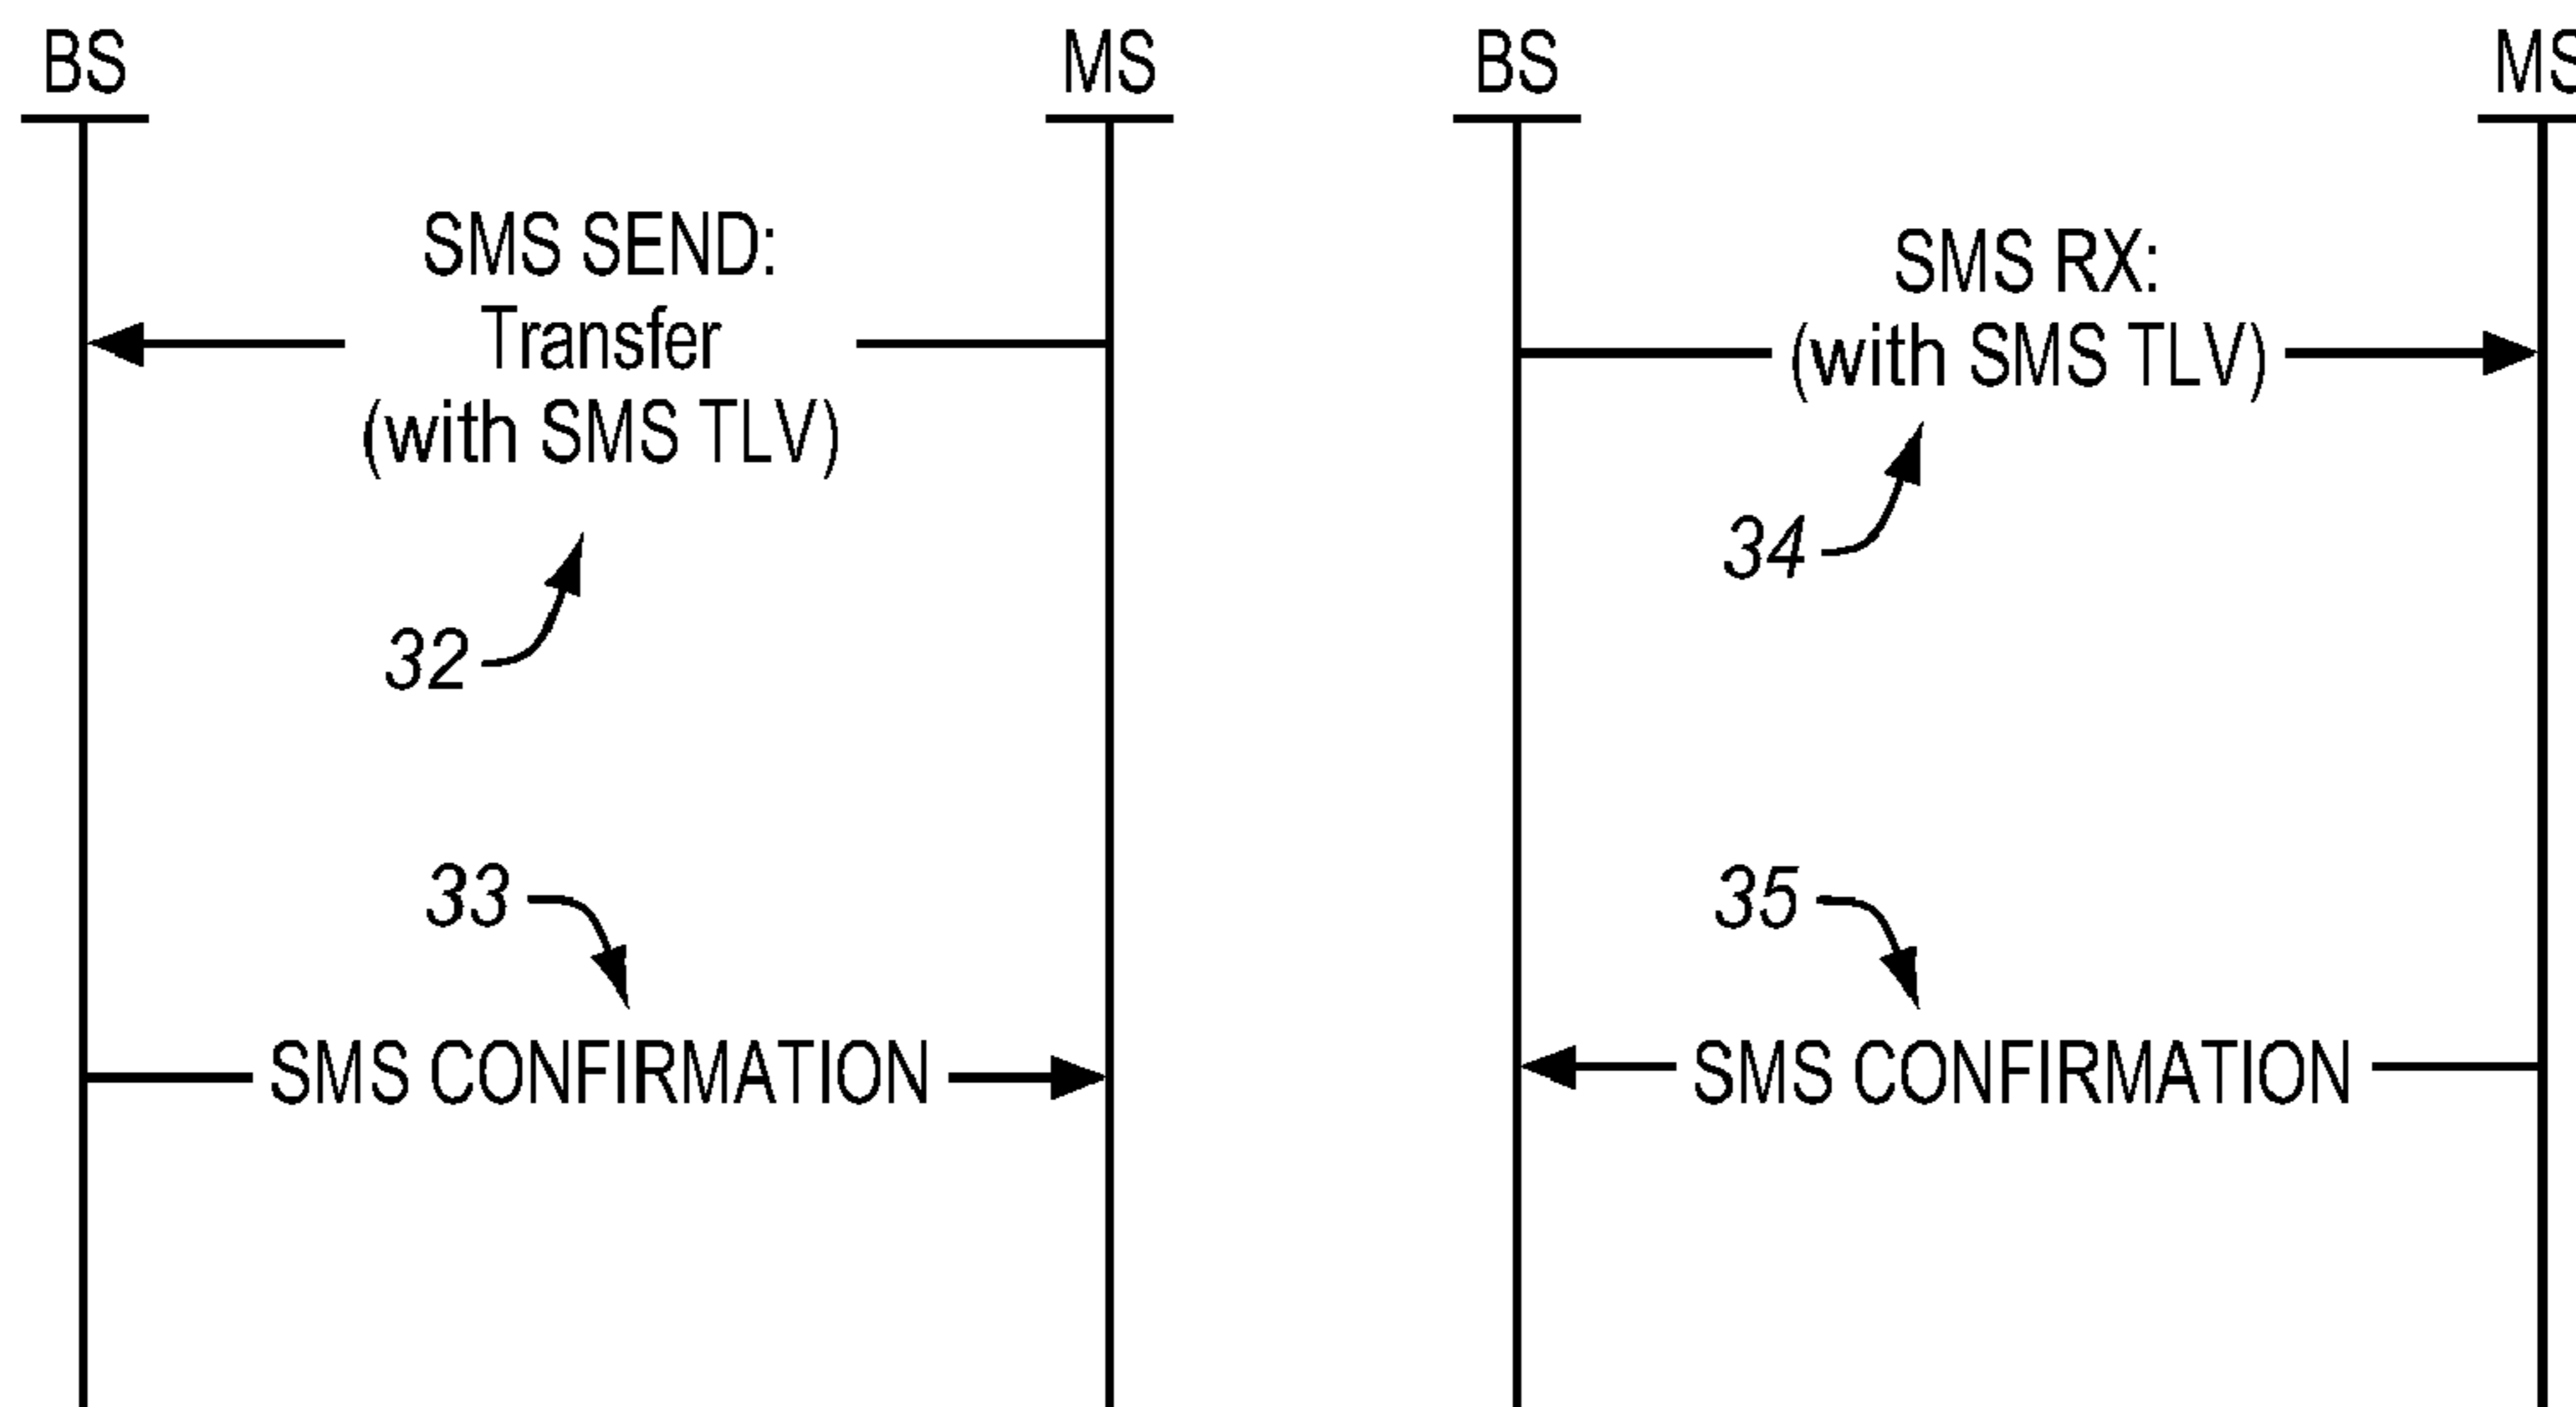 BS
MS
SMS SEND:
Transfer
(with SMS TLV)
32
33
SMS CONFIRMATION
BS
MS
SMS RX:
(with SMS TLV)
34
35
SMS CONFIRMATION